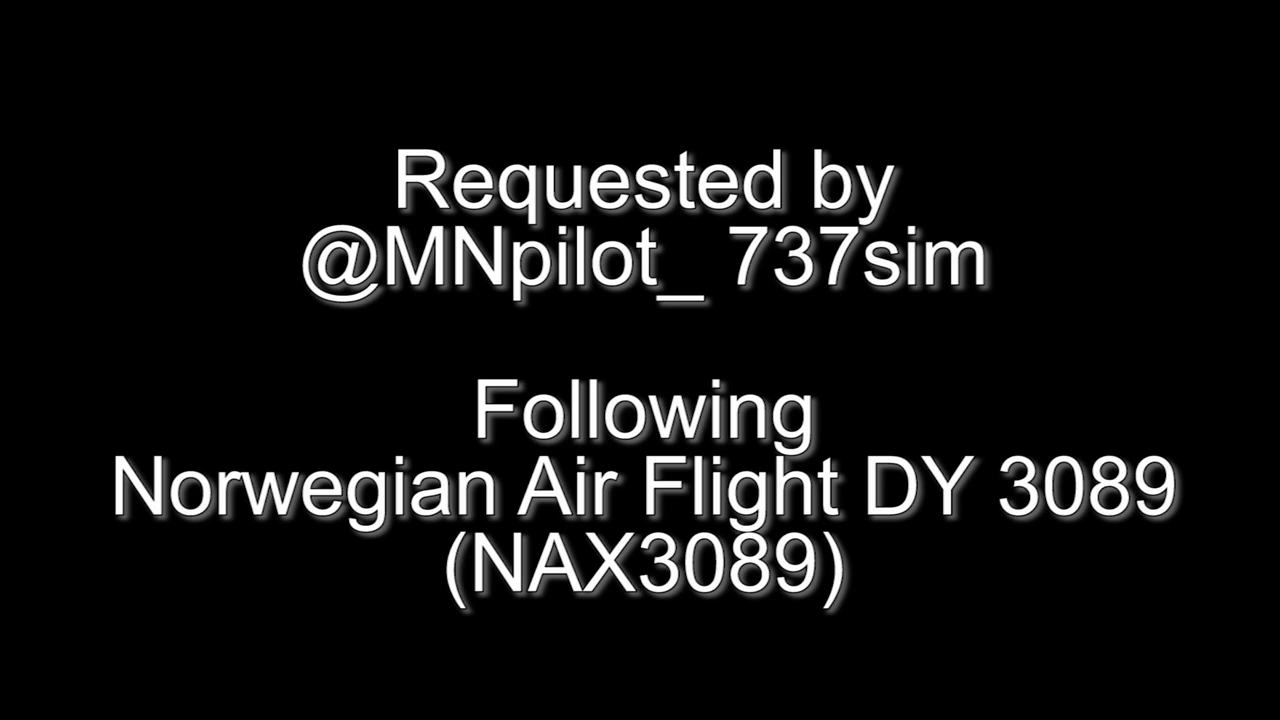 Requested by
@MNpilot_ 737sim
Following
Norwegian Air Flight DY 3089
(NAX3089)